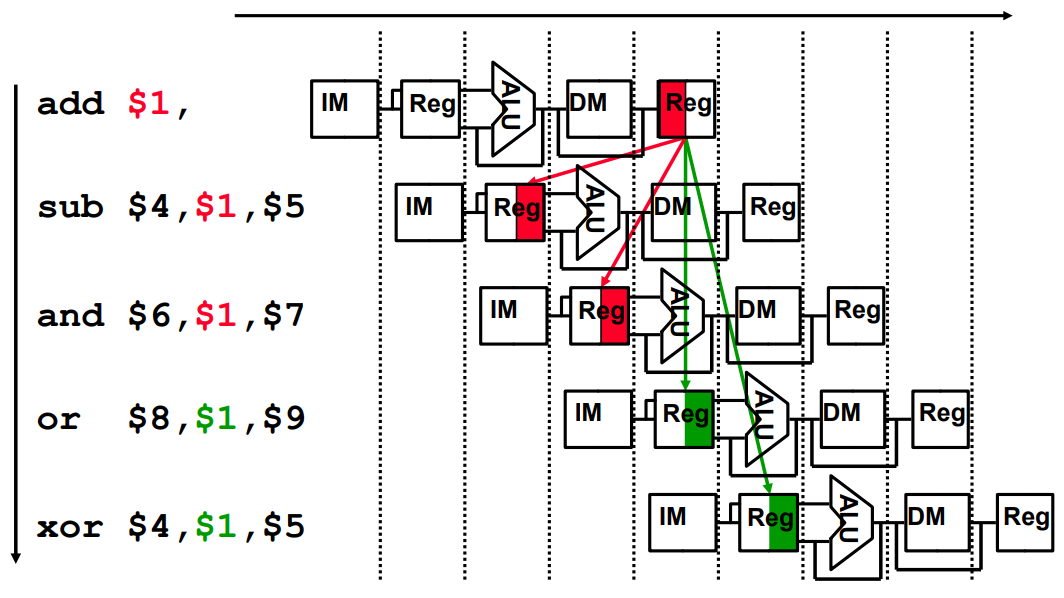 add $1,
IM Reg ALU DM Reg
sub $4,$1,$5
IM Reg ALU DM Reg
and $6,$1,$7
IM Reg ALU DM Reg
or $8,$1,$9
IM Reg ALU DM Reg
xor $4,$1,$5
IM Reg ALU DM Reg